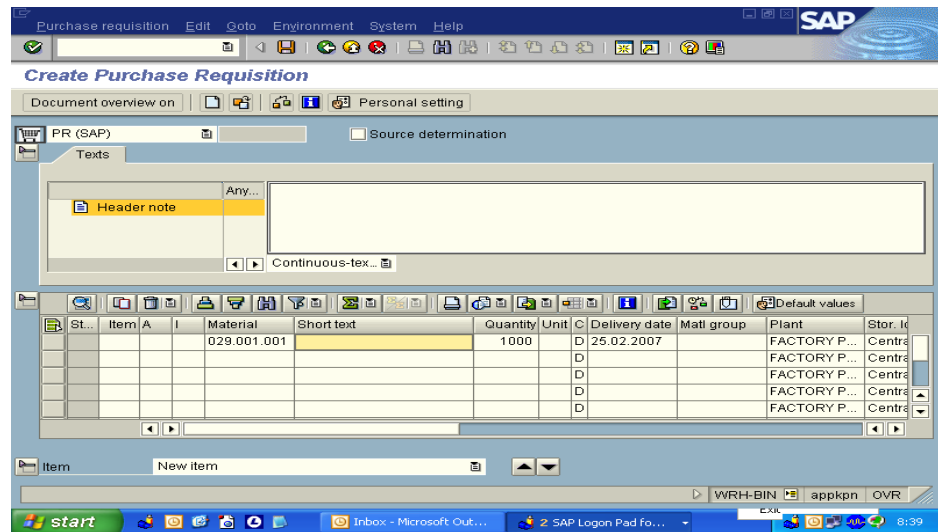 Purchase requisition Edit Goto Environment System Help
SAP
Create Purchase Requisition
Document overview on Personal setting
PR (SAP) Source determination
Texts
Any...
Header note
Continuous-tex...
Default values
St... Item A I Material Short text Quantity Unit C Delivery date Matl group Plant Stor. lo
029.001.001 1000 D 25.02.2007 FACTORY P... Centra
D FACTORY P... Centra
D FACTORY P... Centra
D FACTORY P... Centra
D FACTORY P... Centra
Item New item
WRH-BIN appkpn OVR
start Inbox - Microsoft Out... 2 SAP Logon Pad fo... 8:39